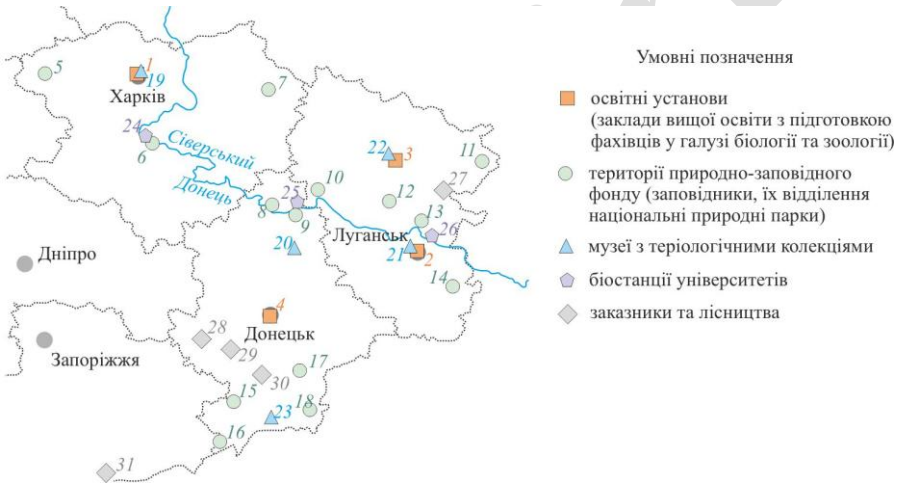 5
1
19
Харків
7
24
6
Сіверський
Донець
22
3
11
10
12
27
25
8
9
13
Луганськ
26
20
21
2
14
Дніпро
4
Донецьк
28
29
Запоріжжя
17
30
15
23
18
16
31
Умовні позначення
освітні установи
(заклади вищої освіти з підготовкою
фахівців у галузі біології та зоології)
території природно-заповідного
фонду (заповідники, їх відділення
національні природні парки)
музеї з теріологічними колекціями
біостанції університетів
заказники та лісництва